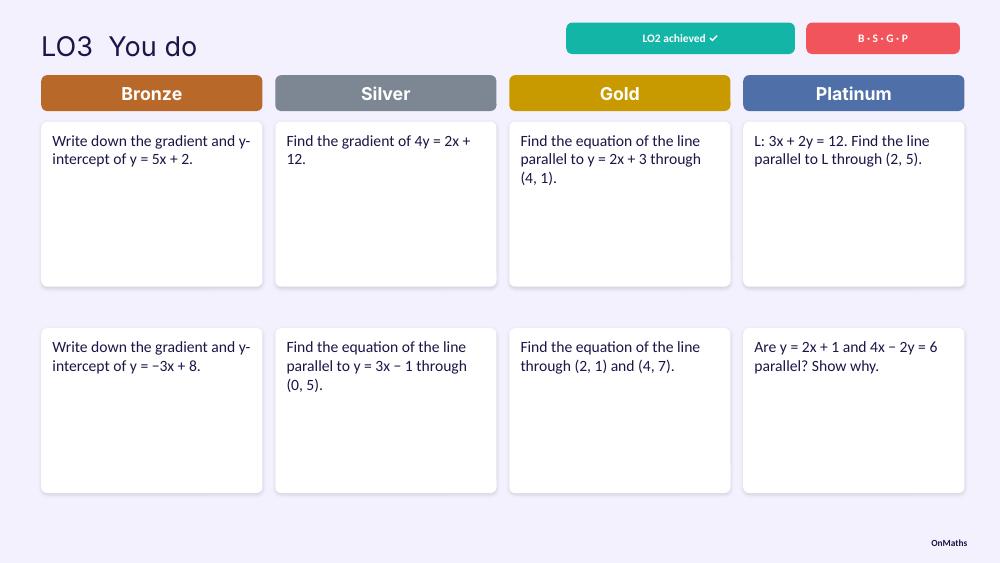 LO3  You do
LO2 achieved ✓
B · S · G · P
Bronze
Silver
Gold
Platinum
Write down the gradient and y-
intercept of y = 5x + 2.
Find the gradient of 4y = 2x +
12.
Find the equation of the line
parallel to y = 2x + 3 through
(4, 1).
L: 3x + 2y = 12. Find the line
parallel to L through (2, 5).
Write down the gradient and y-
intercept of y = −3x + 8.
Find the equation of the line
parallel to y = 3x − 1 through
(0, 5).
Find the equation of the line
through (2, 1) and (4, 7).
Are y = 2x + 1 and 4x − 2y = 6
parallel? Show why.
OnMaths